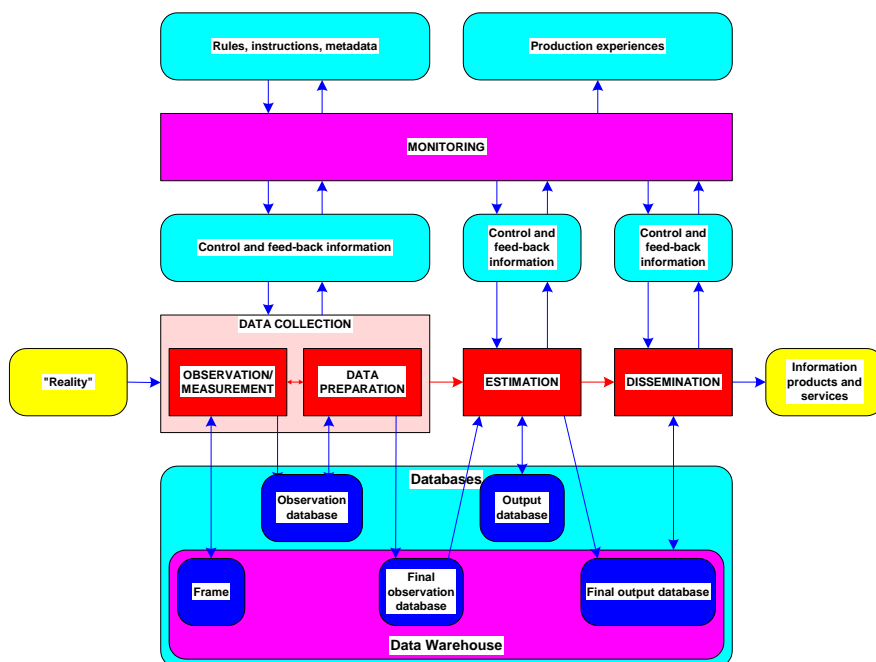 Rules, instructions, metadata
Production experiences
MONITORING
Control and feed-back information
Control and
feed-back
information
Control and
feed-back
information
DATA COLLECTION
"Reality"
OBSERVATION/
MEASUREMENT
DATA
PREPARATION
ESTIMATION
DISSEMINATION
Information
products and
services
Databases
Observation
database
Output
database
Frame
Final
observation
database
Final output database
Data Warehouse